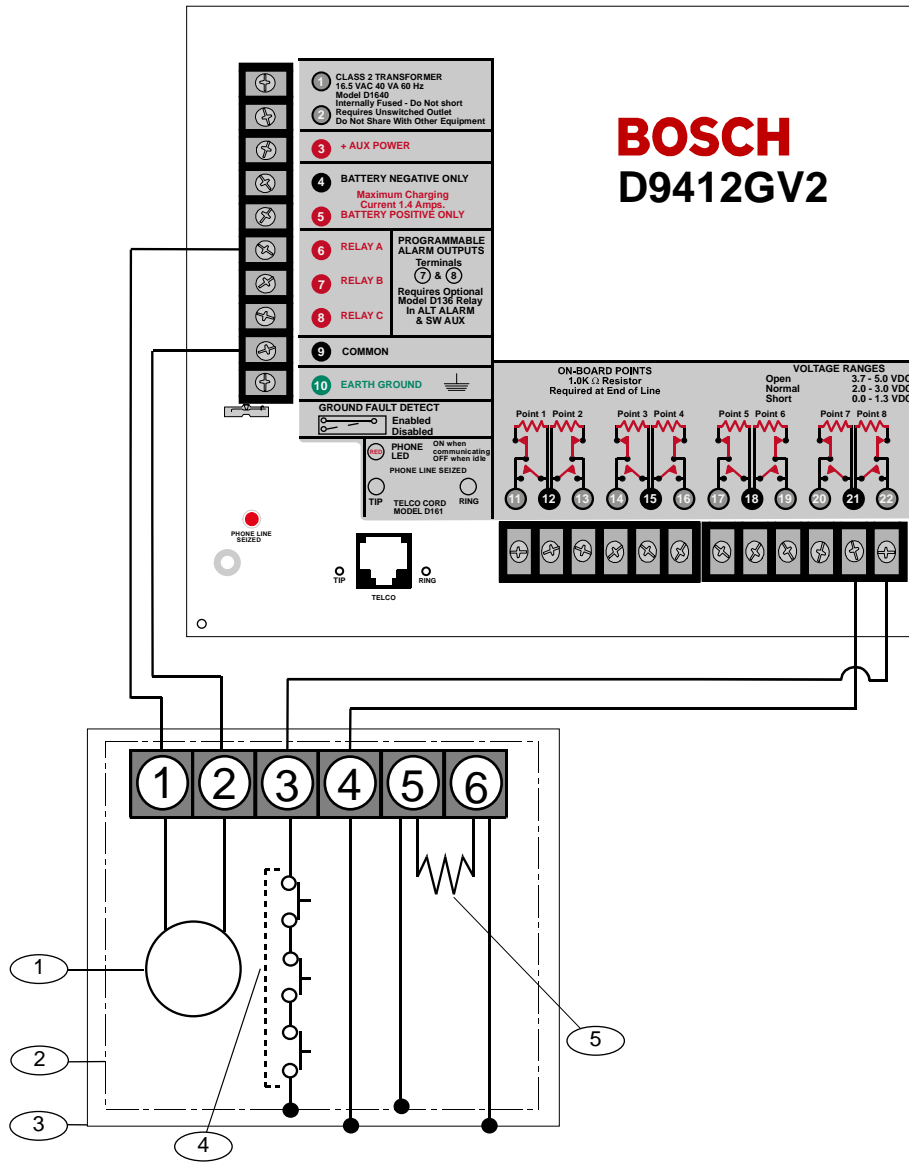 1 CLASS 2 TRANSFORMER
16.5 VAC 40 VA 60 Hz
Model D1640
Internally Fused - Do Not short
2 Requires Unswitched Outlet
Do Not Share With Other Equipment
3 + AUX POWER
4 BATTERY NEGATIVE ONLY
Maximum Charging
Current 1.4 Amps.
5 BATTERY POSITIVE ONLY
6 RELAY A
7 RELAY B
8 RELAY C
PROGRAMMABLE
ALARM OUTPUTS
Terminals
7 & 8
Requires Optional
Model D136 Relay
In ALT ALARM
& SW AUX
9 COMMON
10 EARTH GROUND
GROUND FAULT DETECT
Enabled
Disabled
RED PHONE LED
ON when
communicating
OFF when idle
PHONE LINE SEIZED
TIP
RING
TELCO CORD
MODEL D161
BOSCH
D9412GV2
ON-BOARD POINTS
1.0K Ω Resistor
Required at End of Line
VOLTAGE RANGES
Open 3.7 - 5.0 VDC
Normal 2.0 - 3.0 VDC
Short 0.0 - 1.3 VDC
Point 1 Point 2 Point 3 Point 4 Point 5 Point 6 Point 7 Point 8
11 12 13 14 15 16 17 18 19 20 21 22
PHONE LINE
SEIZED
TIP
RING
TELCO
1 2 3 4 5 6
1
5
2
3
4